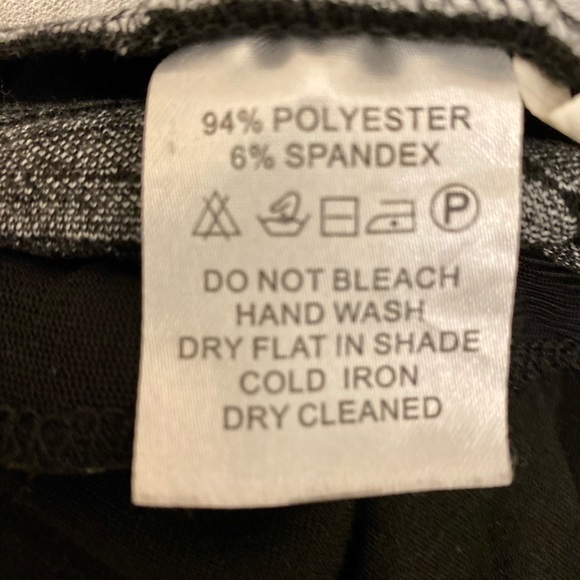 94% POLYESTER
6% SPANDEX
P
DO NOT BLEACH
HAND WASH
DRY FLAT IN SHADE
COLD IRON
DRY CLEANED